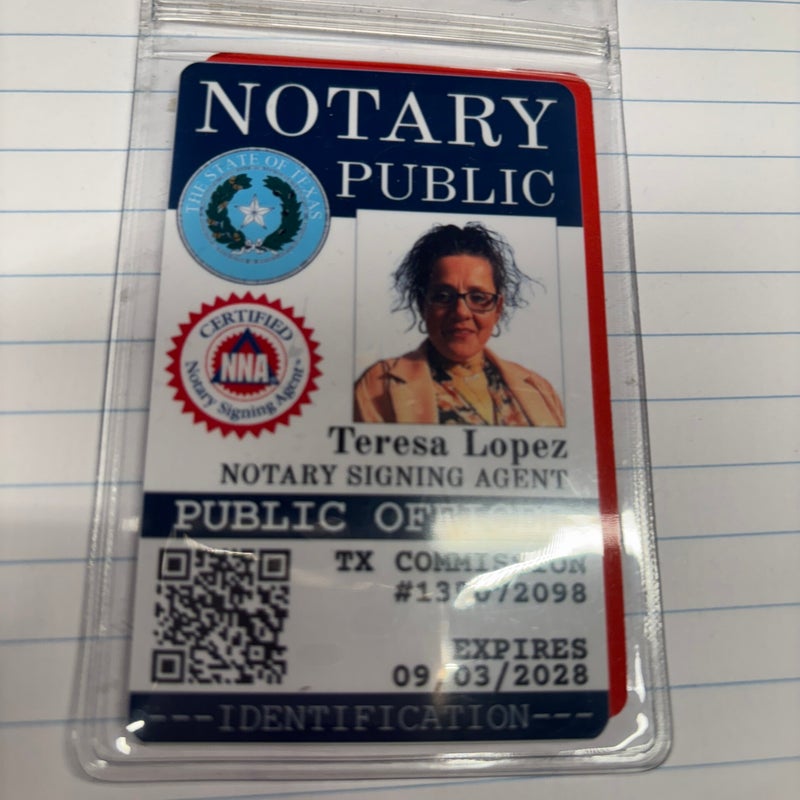 NOTARY
PUBLIC
THE STATE OF TEXAS
CERTIFIED
NNA
Notary Signing Agent
Teresa Lopez
NOTARY SIGNING AGENT
PUBLIC
TX COMMISSION
EXPIRES
09/03/2028
---IDENTIFICATION---